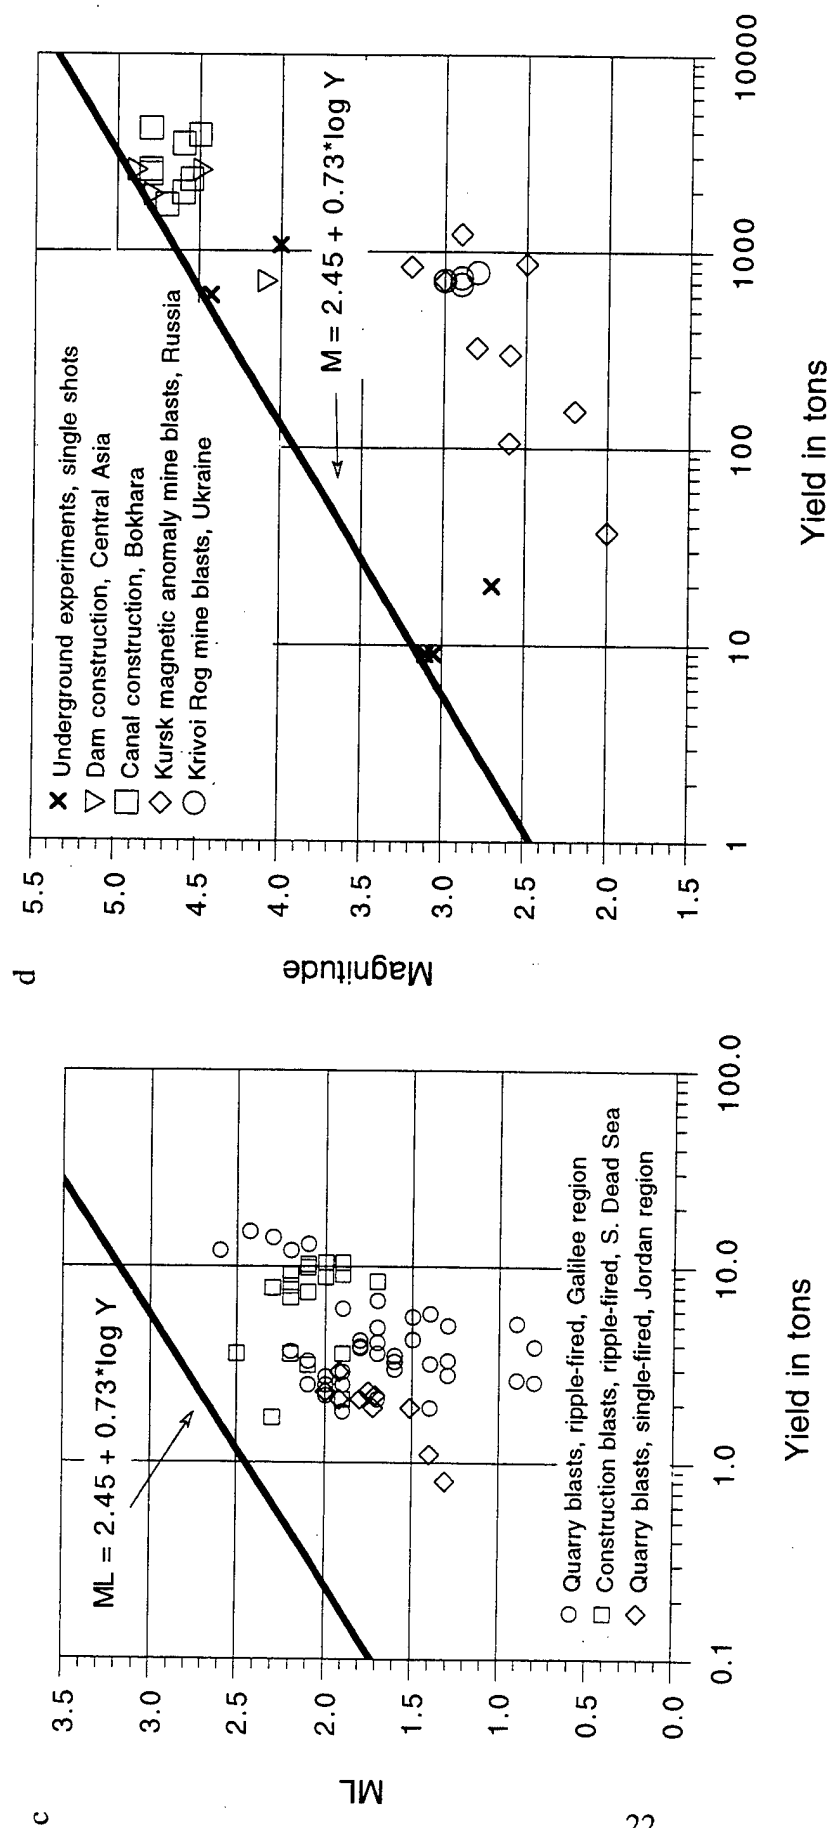 c
ML
3.5
3.0
2.5
2.0
1.5
1.0
0.5
0.0
ML = 2.45 + 0.73*log Y
Quarry blasts, ripple-fired, Galilee region
Construction blasts, ripple-fired, S. Dead Sea
Quarry blasts, single-fired, Jordan region
0.1
1.0
10.0
100.0
Yield in tons
d
Magnitude
5.5
5.0
4.5
4.0
3.5
3.0
2.5
2.0
1.5
Underground experiments, single shots
Dam construction, Central Asia
Canal construction, Bokhara
Kursk magnetic anomaly mine blasts, Russia
Krivoi Rog mine blasts, Ukraine
M = 2.45 + 0.73*log Y
1
10
100
1000
10000
Yield in tons
22